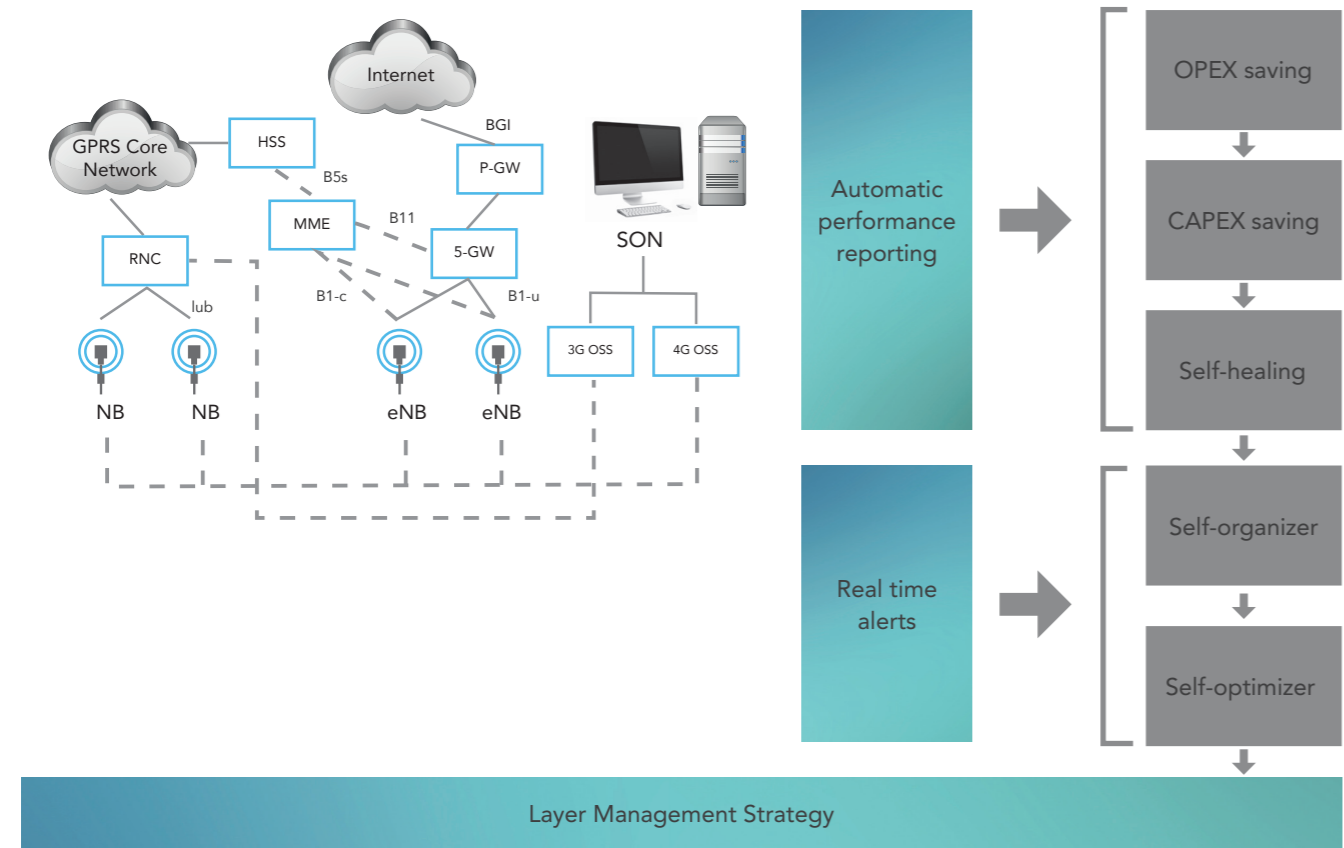 Internet
GPRS Core
Network
HSS
BGI
P-GW
B5s
MME
B11
5-GW
RNC
B1-c
B1-u
lub
NB
NB
eNB
eNB
SON
3G OSS
4G OSS
Automatic
performance
reporting
OPEX saving
CAPEX saving
Self-healing
Real time
alerts
Self-organizer
Self-optimizer
Layer Management Strategy